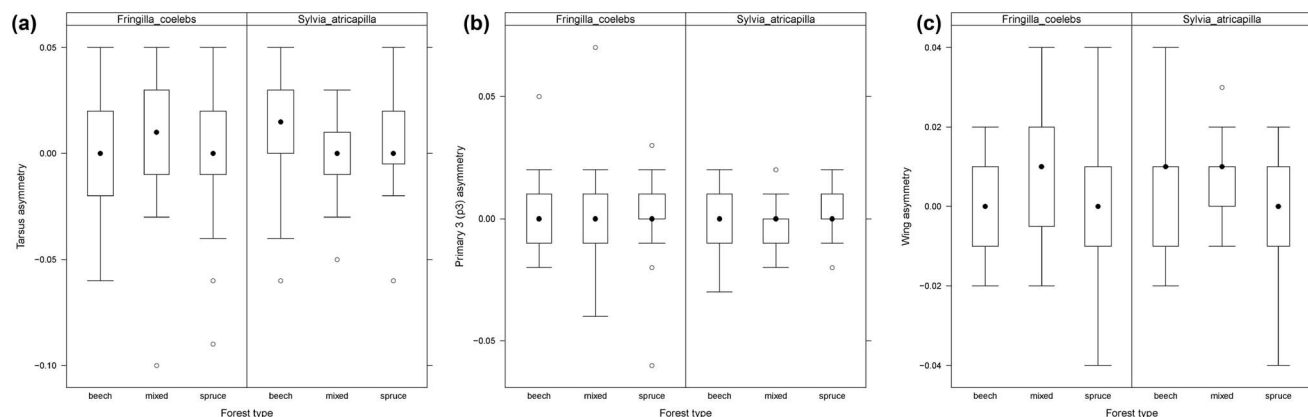 (a)
Fringilla_coelebs Sylvia_atricapilla
0.05
0.00
−0.05
−0.10
Tarsus asymmetry
beech mixed spruce beech mixed spruce
Forest type
(b)
Fringilla_coelebs Sylvia_atricapilla
0.05
0.00
−0.05
Primary 3 (p3) asymmetry
beech mixed spruce beech mixed spruce
Forest type
(c)
Fringilla_coelebs Sylvia_atricapilla
0.04
0.02
0.00
−0.02
−0.04
Wing asymmetry
beech mixed spruce beech mixed spruce
Forest type